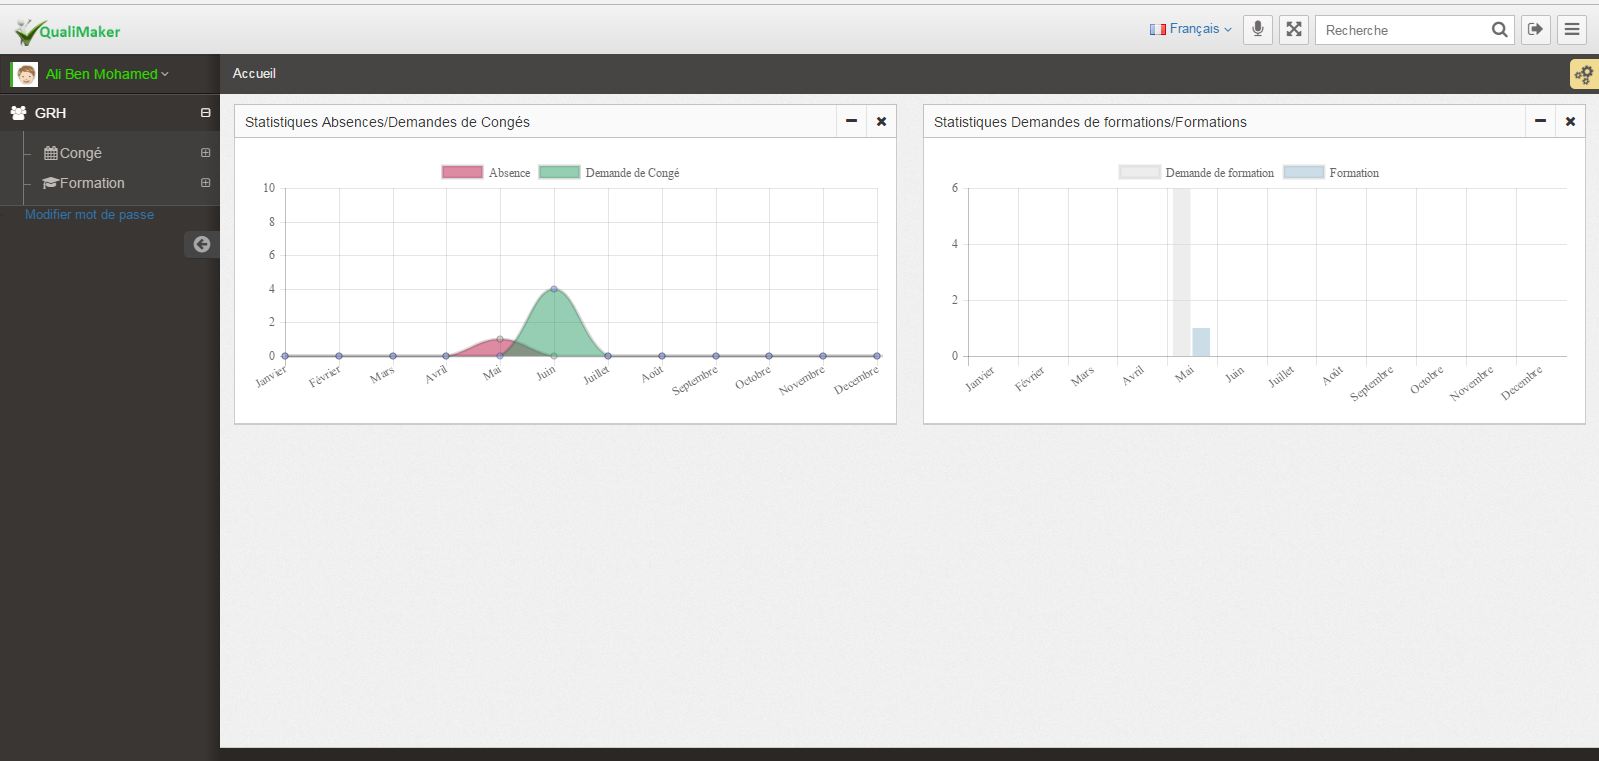 QualiMaker
Français
Recherche
Ali Ben Mohamed
Accueil
GRH
Congé
Formation
Modifier mot de passe
Statistiques Absences/Demandes de Congés
Absence Demande de Congé
10
8
6
4
2
0
Janvier Février Mars Avril Mai Juin Juillet Août Septembre Octobre Novembre Decembre
Statistiques Demandes de formations/Formations
Demande de formation Formation
6
4
2
0
Janvier Février Mars Avril Mai Juin Juillet Août Septembre Octobre Novembre Decembre